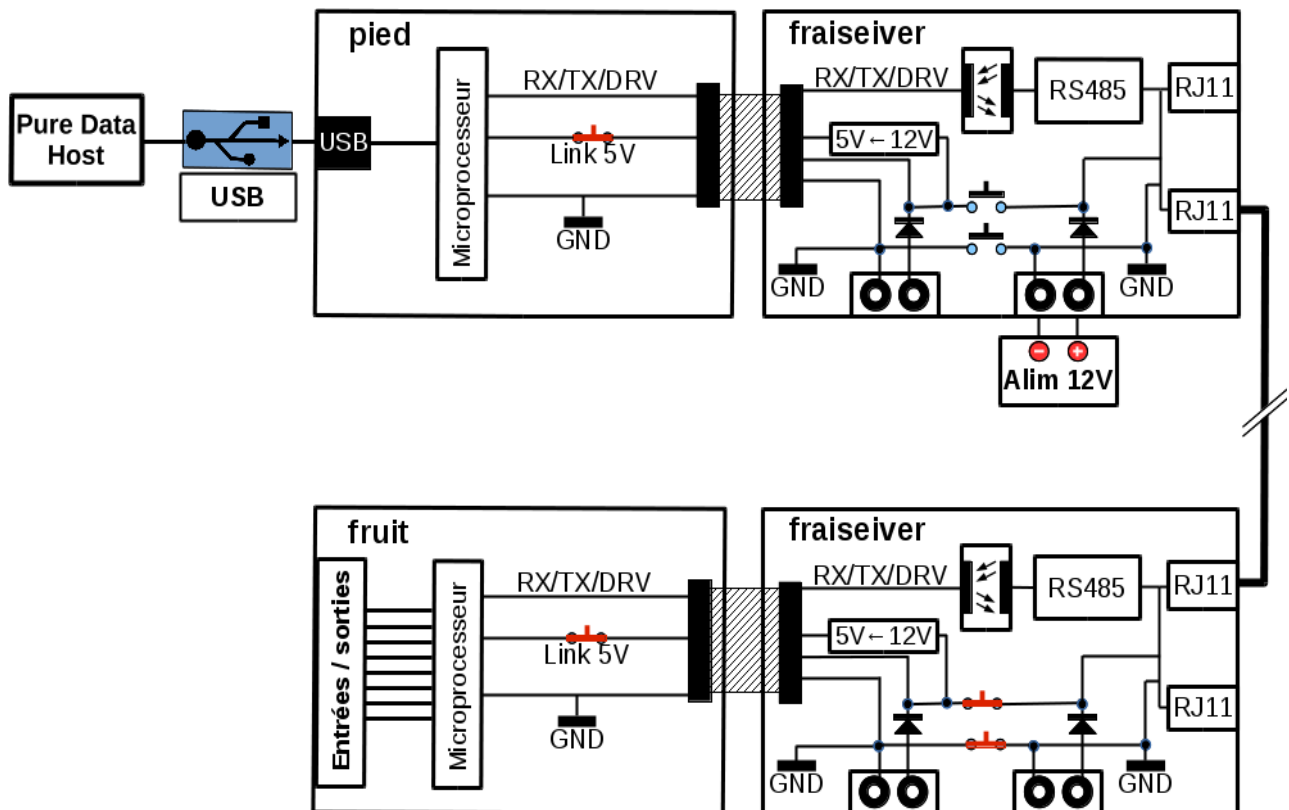 pied
fraiseiver
Pure Data
Host
USB
USB
Microprocesseur
RX/TX/DRV
Link 5V
GND
RX/TX/DRV
RS485
RJ11
5V←12V
RJ11
GND
GND
Alim 12V
fruit
fraiseiver
Entrées / sorties
Microprocesseur
RX/TX/DRV
Link 5V
GND
RX/TX/DRV
RS485
RJ11
5V←12V
RJ11
GND
GND